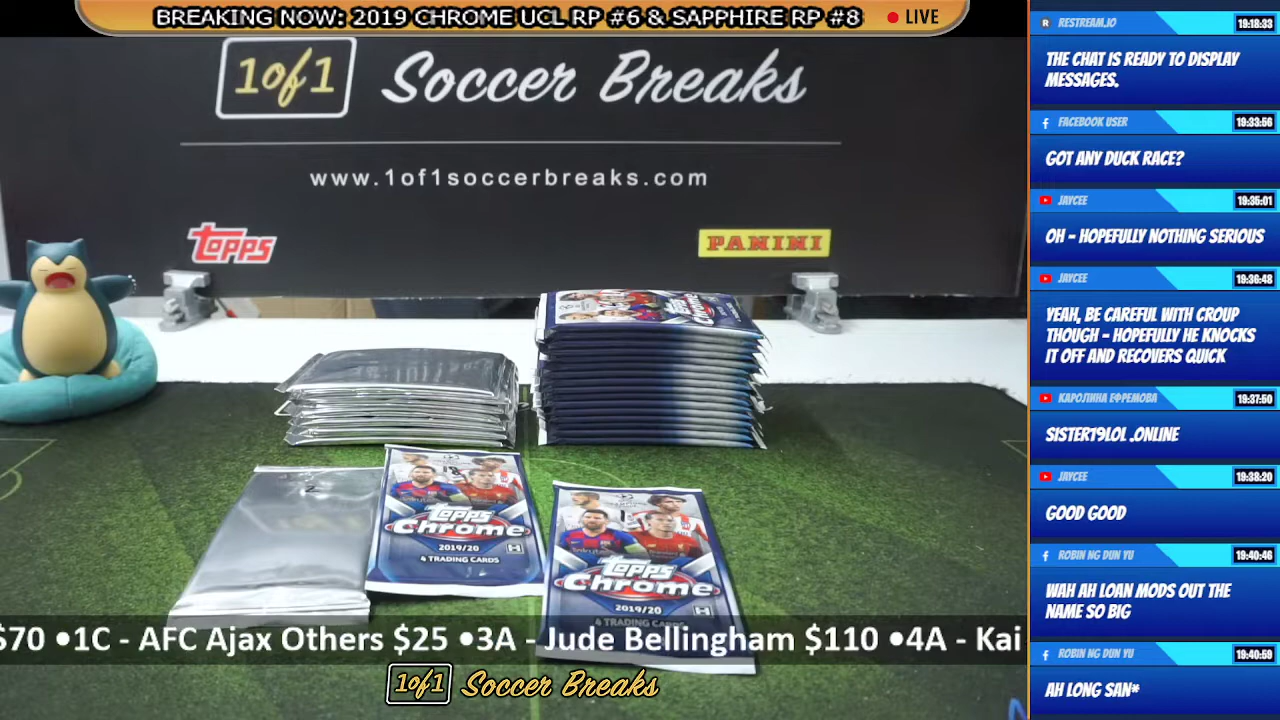 BREAKING NOW: 2019 CHROME UCL RP #6 & SAPPHIRE RP #8
LIVE
1of1 Soccer Breaks
www.1of1soccerbreaks.com
Topps
PANINI
Topps
Chrome
Topps
Chrome
2019/20
4 TRADING CARDS
Topps
Chrome
2019/20
4 TRADING CARDS
$70 •1C - AFC Ajax Others $25 •3A - Jude Bellingham $110 •4A - Kai
1of1 Soccer Breaks
RESTREAM.IO 19:18:33
THE CHAT IS READY TO DISPLAY
MESSAGES.
FACEBOOK USER 19:33:56
GOT ANY DUCK RACE?
JAYCEE 19:35:01
OH - HOPEFULLY NOTHING SERIOUS
JAYCEE 19:36:48
YEAH, BE CAREFUL WITH CROUP
THOUGH - HOPEFULLY HE KNOCKS
IT OFF AND RECOVERS QUICK
КАРОЛИНА ЕФРЕМОВА 19:37:50
SISTER19LOL .ONLINE
JAYCEE 19:38:20
GOOD GOOD
ROBIN NG DUN YU 19:40:46
WAH AH LOAN MODS OUT THE
NAME SO BIG
ROBIN NG DUN YU 19:40:59
AH LONG SAN*